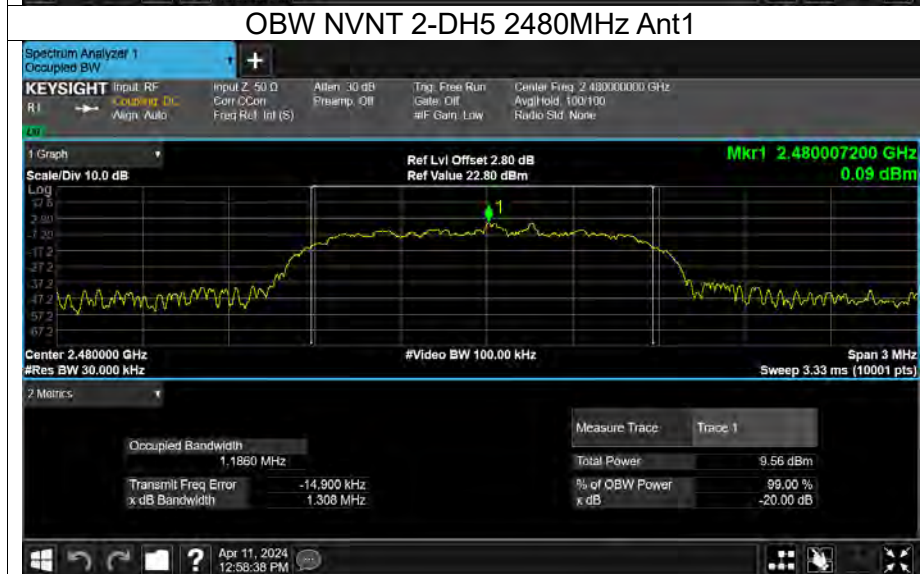 OBW NVNT 2-DH5 2480MHz Ant1
Spectrum Analyzer 1
Occupied BW
+
KEYSIGHT Input: RF Input Z: 50 Ω Atten: 30 dB Trig: Free Run Center Freq: 2.480000000 GHz
Coupling: DC Corr CCorr Preamp: Off Gate: Off Avg|Hold: 100/100
Align: Auto Freq Ref: Int (S) #IF Gain: Low Radio Std: None
1 Graph Ref Lvl Offset 2.80 dB Mkr1 2.480007200 GHz
Scale/Div 10.0 dB Ref Value 22.80 dBm 0.09 dBm
Log
2.80
-7.20
-17.2
-27.2
-37.2
-47.2
-57.2
-67.2
1
Center 2.480000 GHz #Video BW 100.00 kHz Span 3 MHz
#Res BW 30.000 kHz Sweep 3.33 ms (10001 pts)
2 Metrics
Measure Trace Trace 1
Occupied Bandwidth
1.1860 MHz Total Power 9.56 dBm
Transmit Freq Error -14.900 kHz % of OBW Power 99.00 %
x dB Bandwidth 1.308 MHz x dB -20.00 dB
? Apr 11, 2024
12:58:38 PM